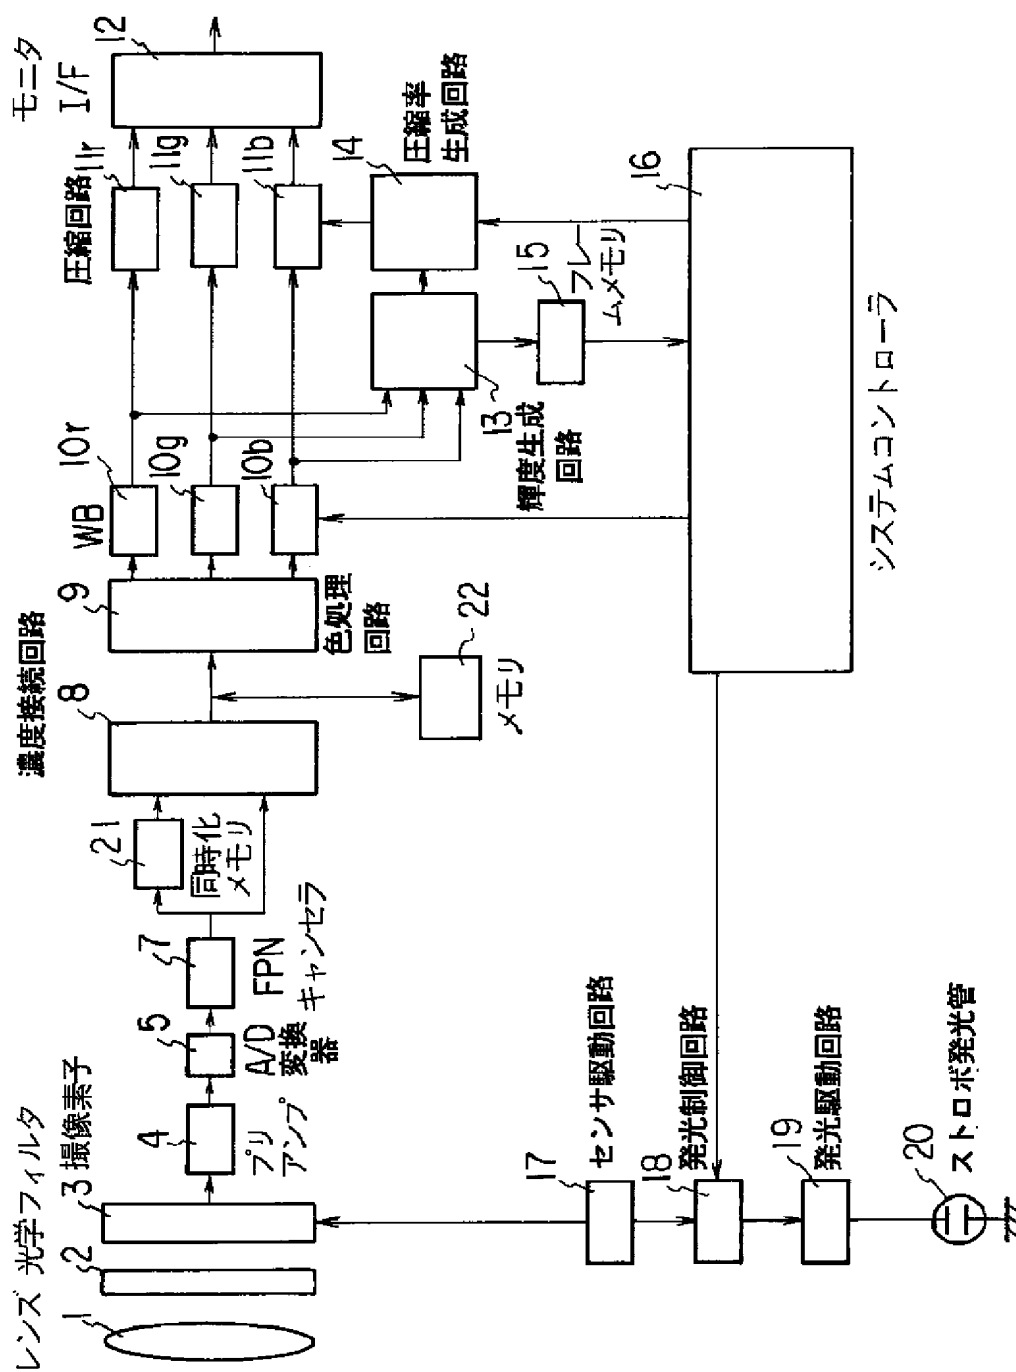 レンズ
1
光学フィルタ
2
撮像素子
3
4
プリ
アンプ
5
A/D
変換
器
7
FPN
キャンセラ
21
同時化
メモリ
濃度接続回路
8
22
メモリ
9
色処理
回路
WB
10r
10g
10b
圧縮回路
11r
11g
11b
モニタ
I/F
12
13
輝度生成
回路
14
圧縮率
生成回路
15
フレー
ムメモリ
16
システムコントローラ
17
センサ駆動回路
18
発光制御回路
19
発光駆動回路
20
ストロボ発光管